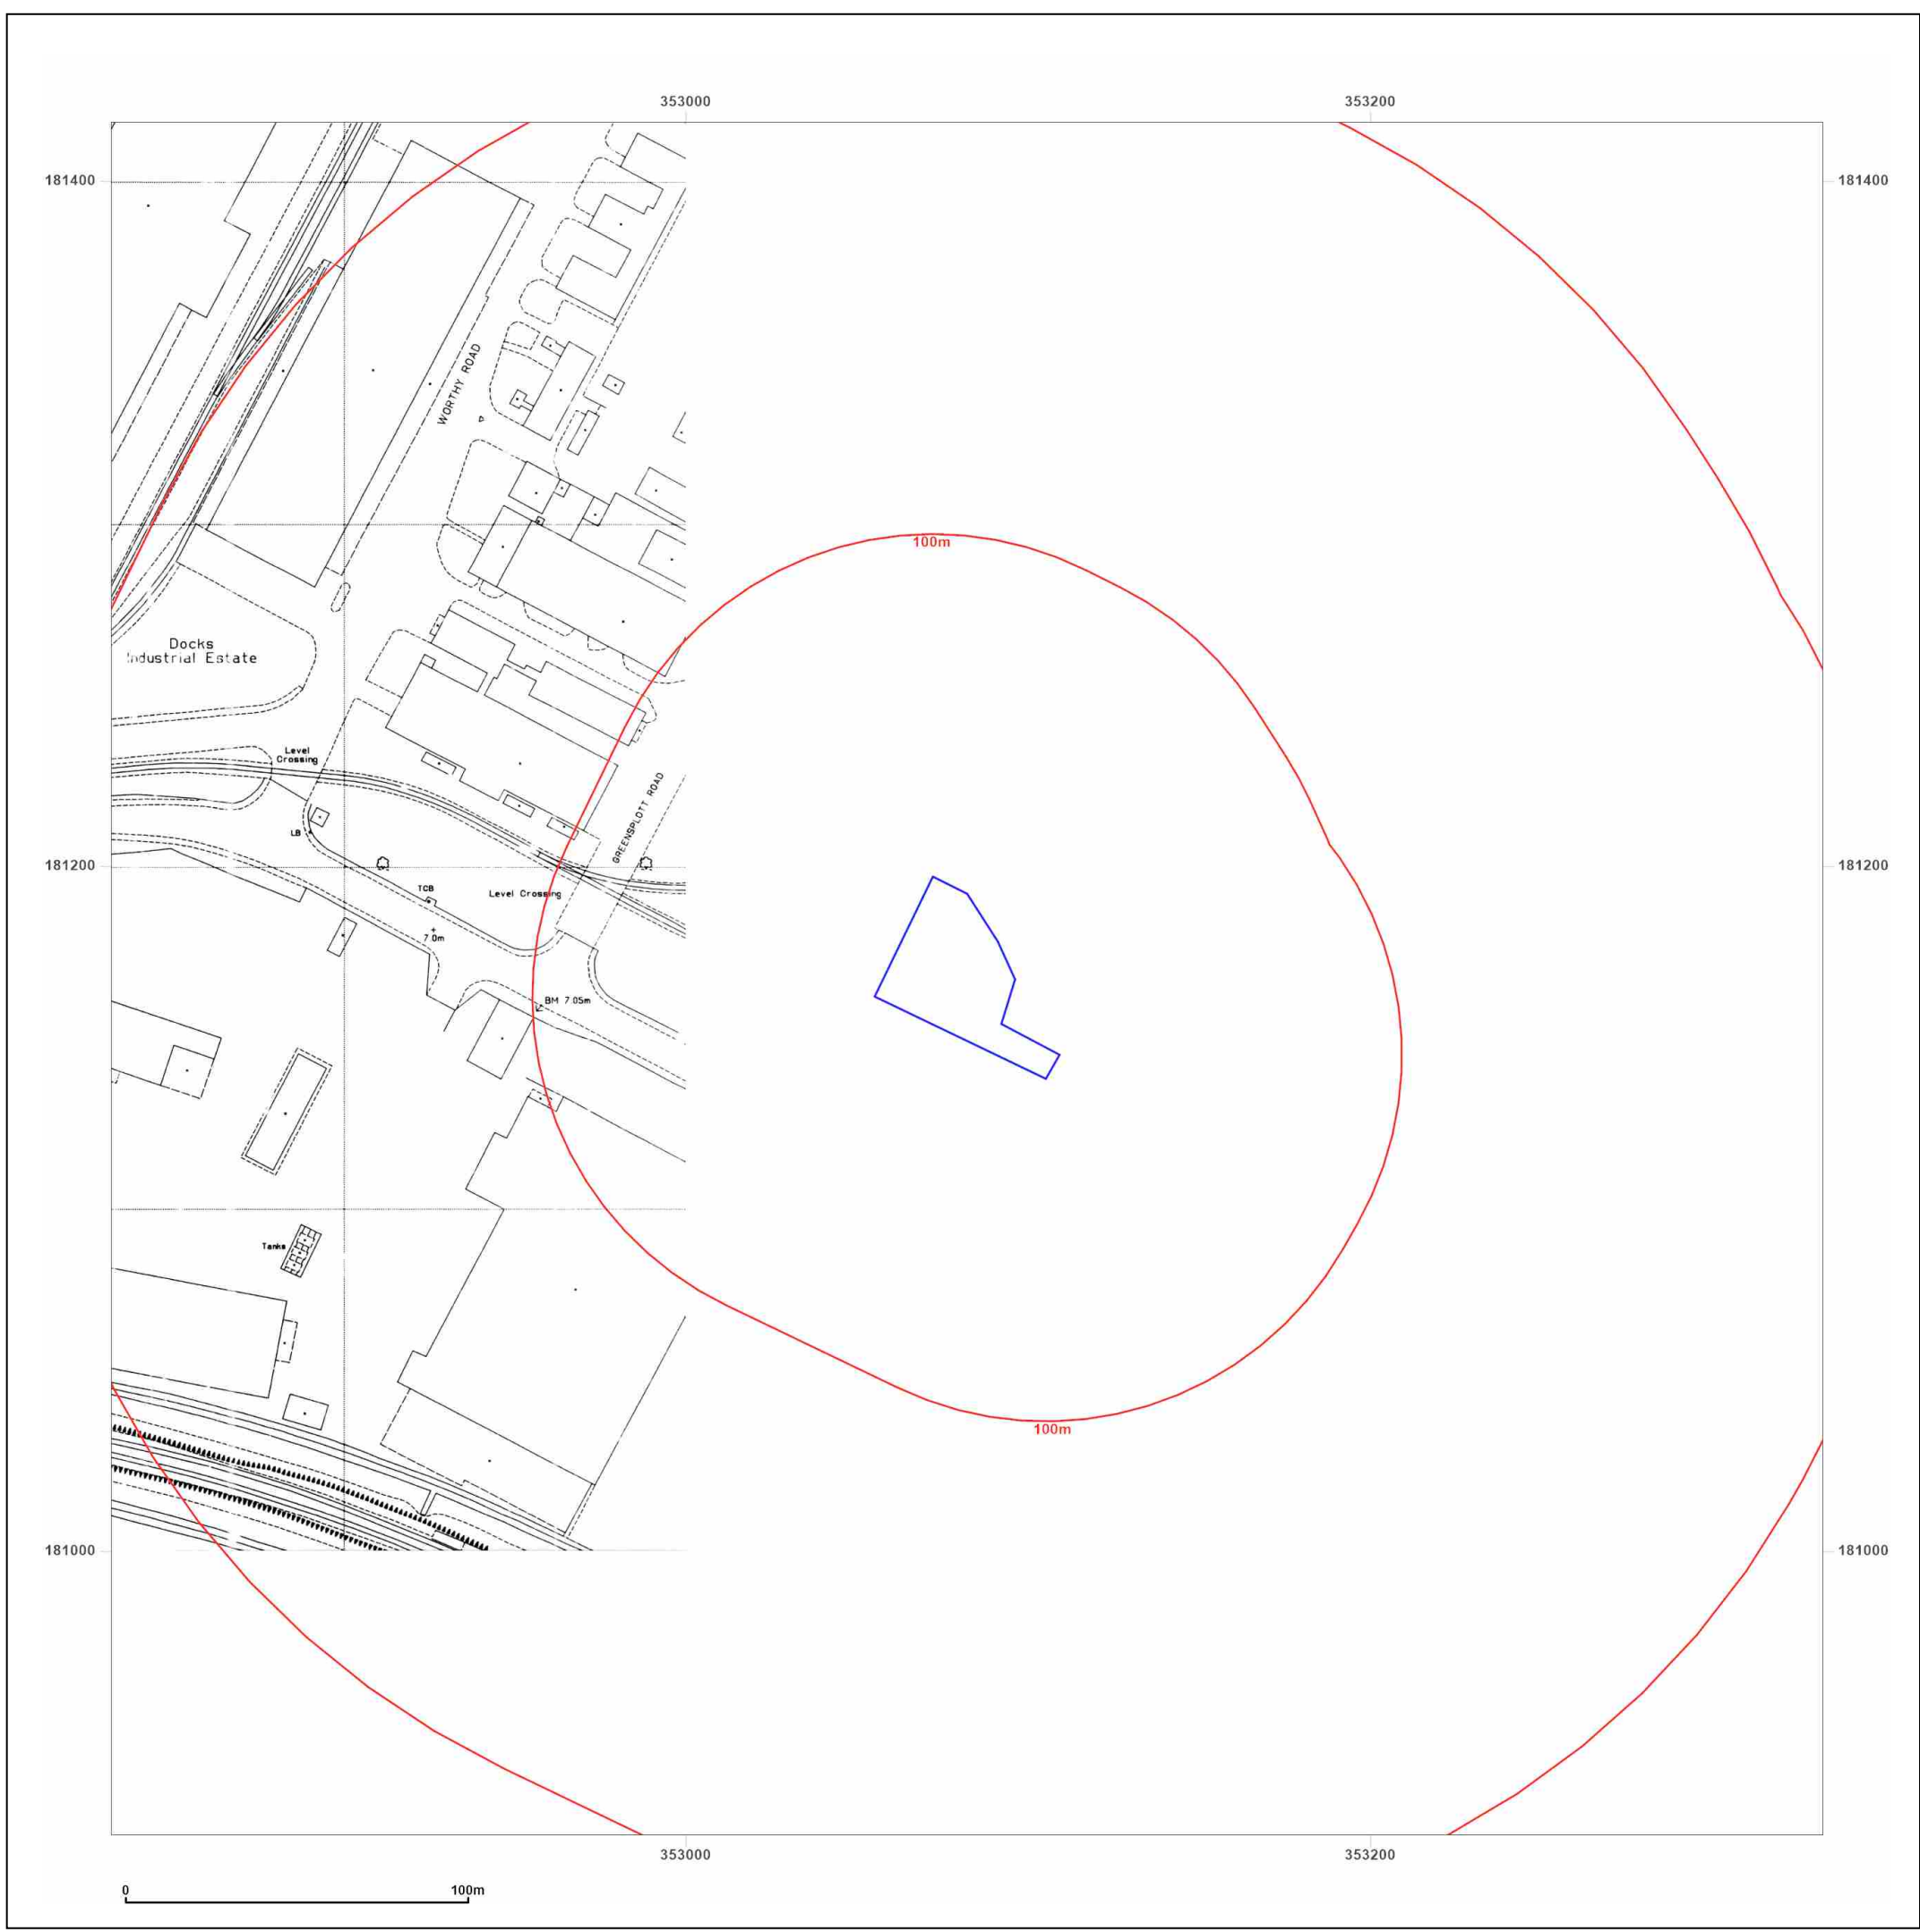 353000
353200
181400
181400
WORTHY ROAD
100m
Docks
Industrial Estate
Level
Crossing
GREENSPLOTT ROAD
LB
181200
181200
TCB
Level Crossing
7.0m
BM 7.05m
Tanks
100m
181000
181000
353000
353200
0
100m